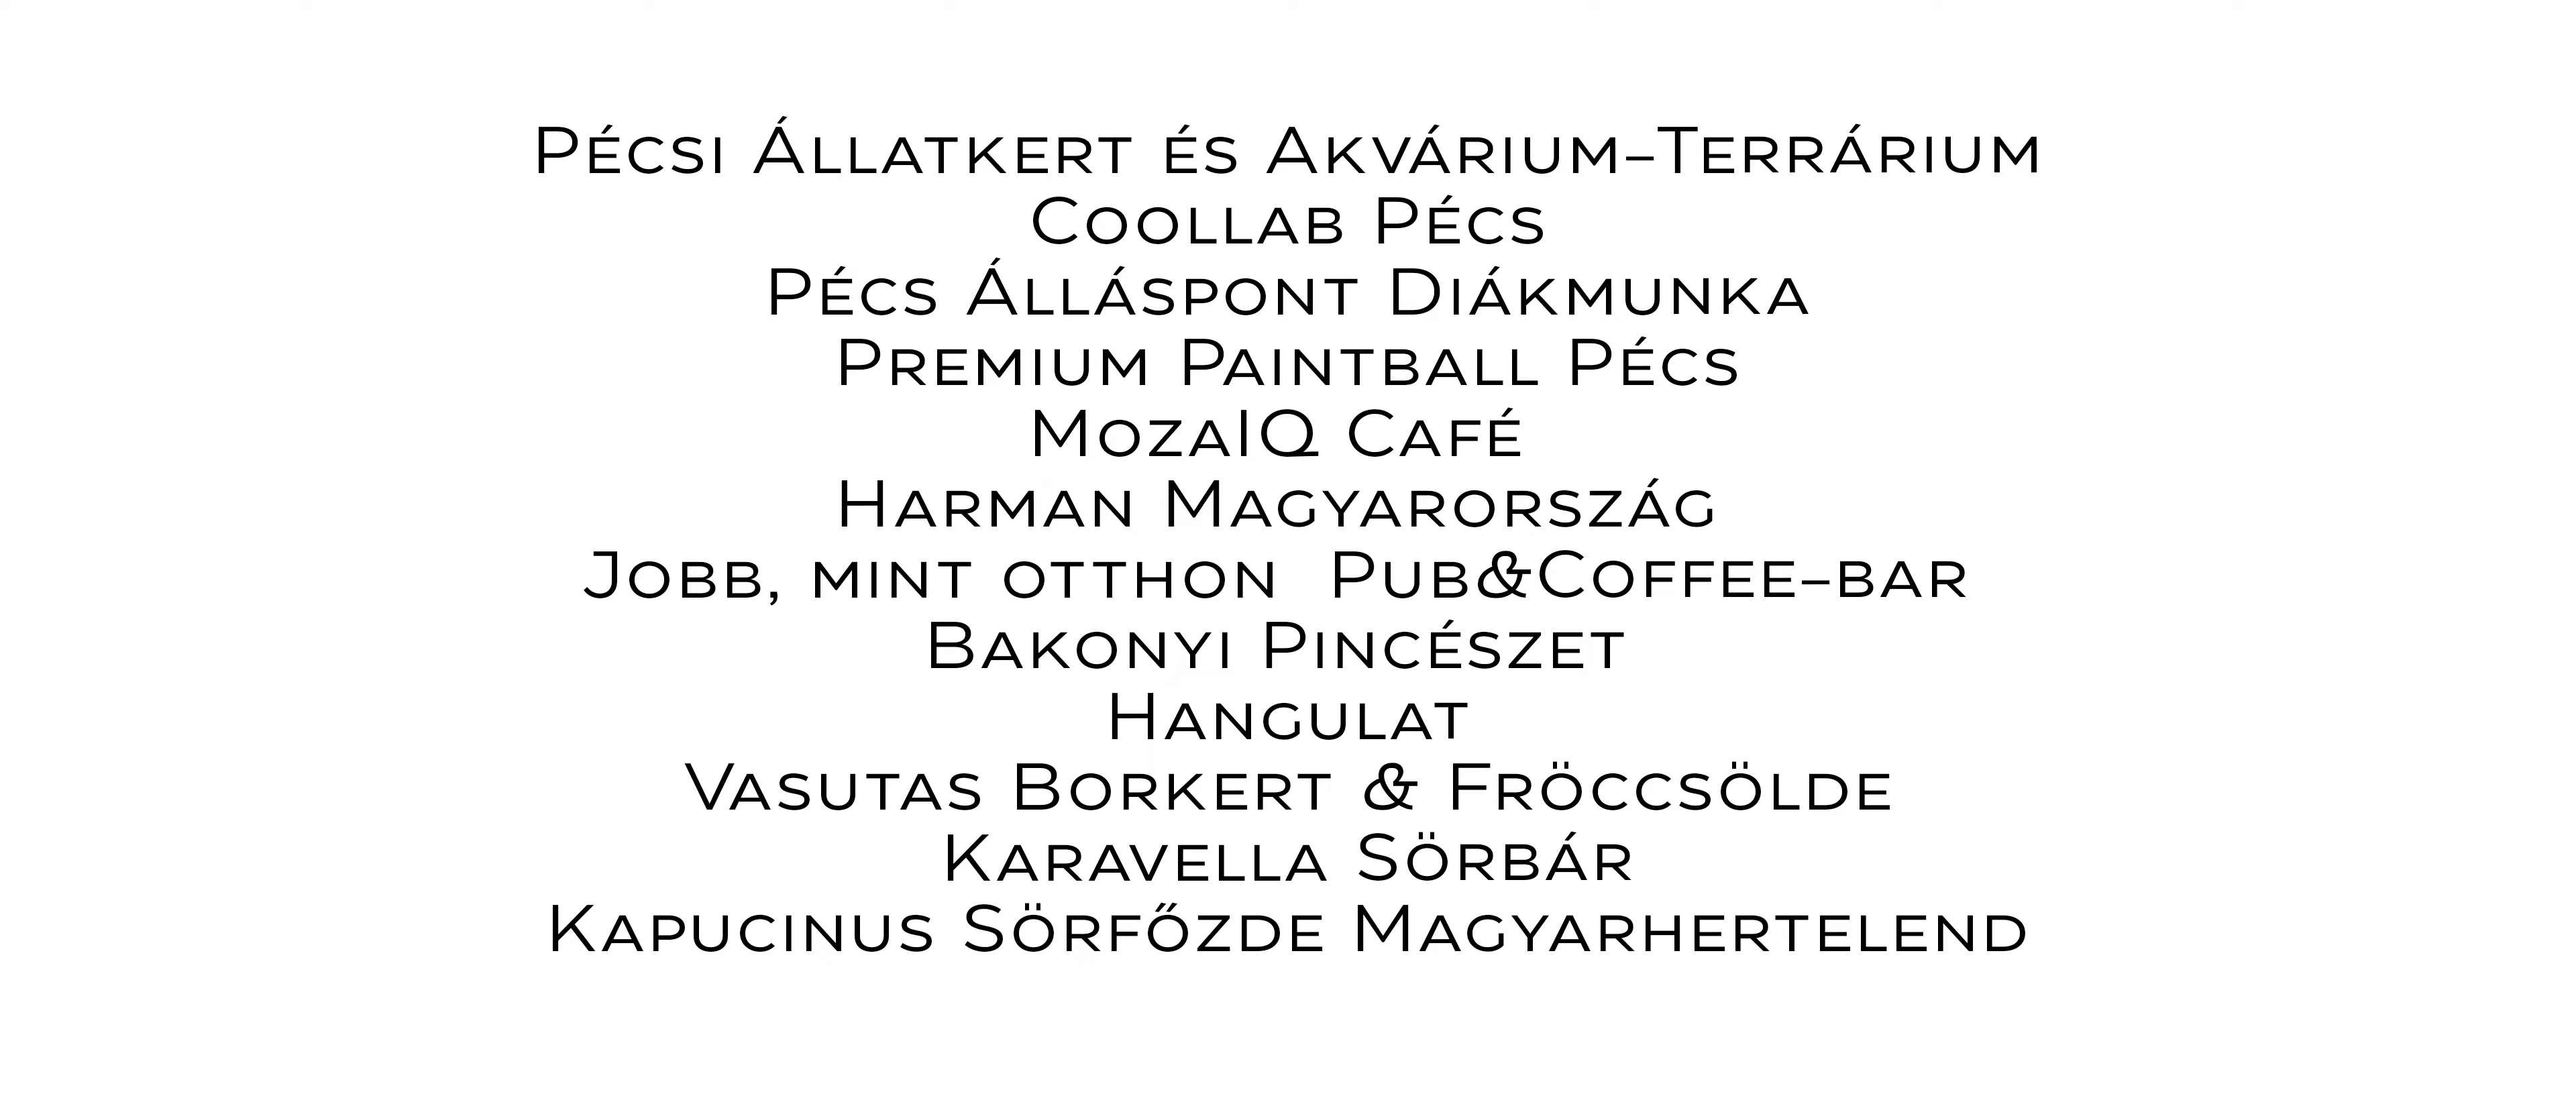 Pécsi Állatkert és Akvárium-Terrárium
Coollab Pécs
Pécs Álláspont Diákmunka
Premium Paintball Pécs
MozaIQ Café
Harman Magyarország
Jobb, mint otthon  Pub&Coffee-bar
Bakonyi Pincészet
Hangulat
Vasutas Borkert & Fröccsölde
Karavella Sörbár
Kapucinus Sörfőzde Magyarhertelend